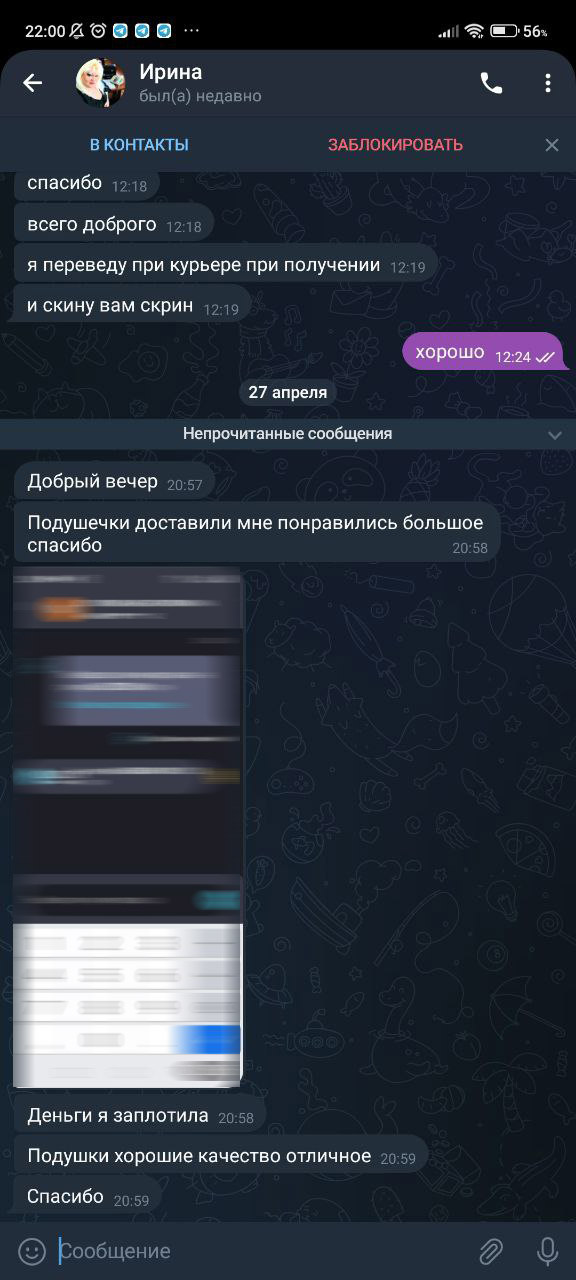 22:00 ... 56%
Ирина
был(а) недавно
В КОНТАКТЫ ЗАБЛОКИРОВАТЬ
спасибо 12:18
всего доброго 12:18
я переведу при курьере при получении 12:19
и скину вам скрин 12:19
хорошо 12:24
27 апреля
Непрочитанные сообщения
Добрый вечер 20:57
Подушечки доставили мне понравились большое
спасибо 20:58
Деньги я заплотила 20:58
Подушки хорошие качество отличное 20:59
Спасибо 20:59
Сообщение